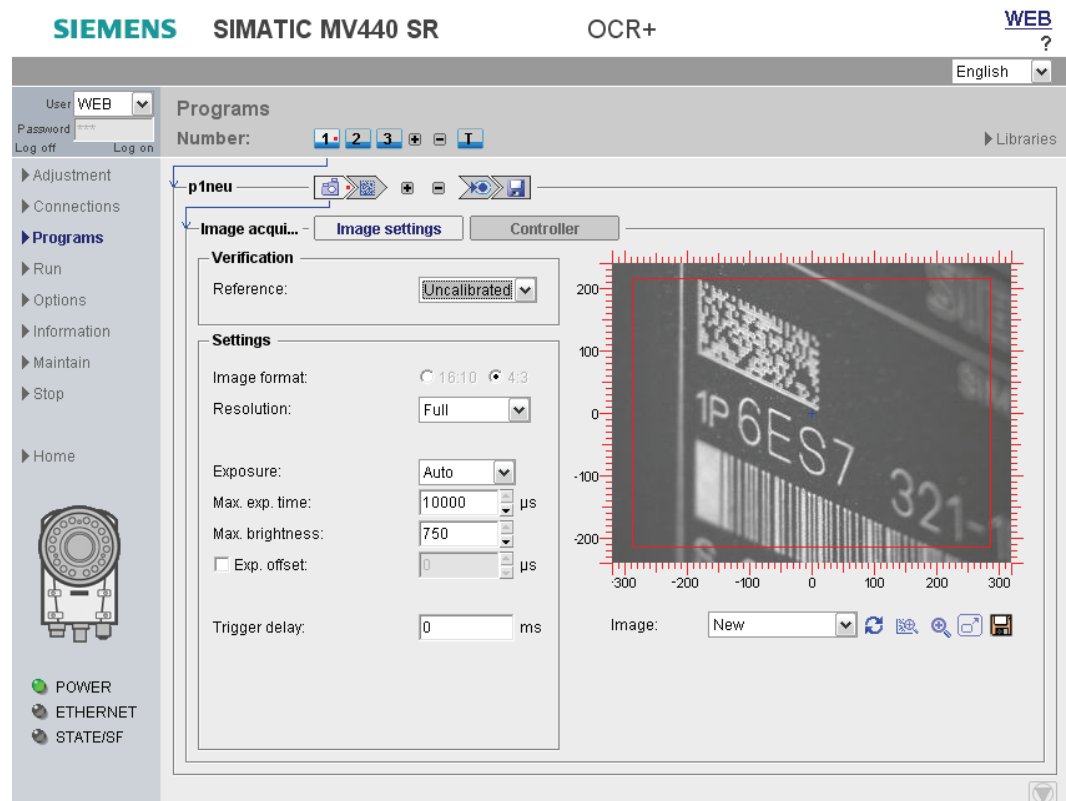 SIEMENS SIMATIC MV440 SR OCR+ WEB
?
English
User WEB
Password ***
Log off Log on
Programs
Number: 1 2 3 T
Libraries
Adjustment
Connections
Programs
Run
Options
Information
Maintain
Stop
Home
POWER
ETHERNET
STATE/SF
p1neu
Image acqui... Image settings Controller
Verification
Reference: Uncalibrated
Settings
Image format: 16:10 4:3
Resolution: Full
Exposure: Auto
Max. exp. time: 10000 µs
Max. brightness: 750
Exp. offset: 0 µs
Trigger delay: 0 ms
200
100
0
-100
-200
-300 -200 -100 0 100 200 300
1P 6ES7 321-1
S
Image: New